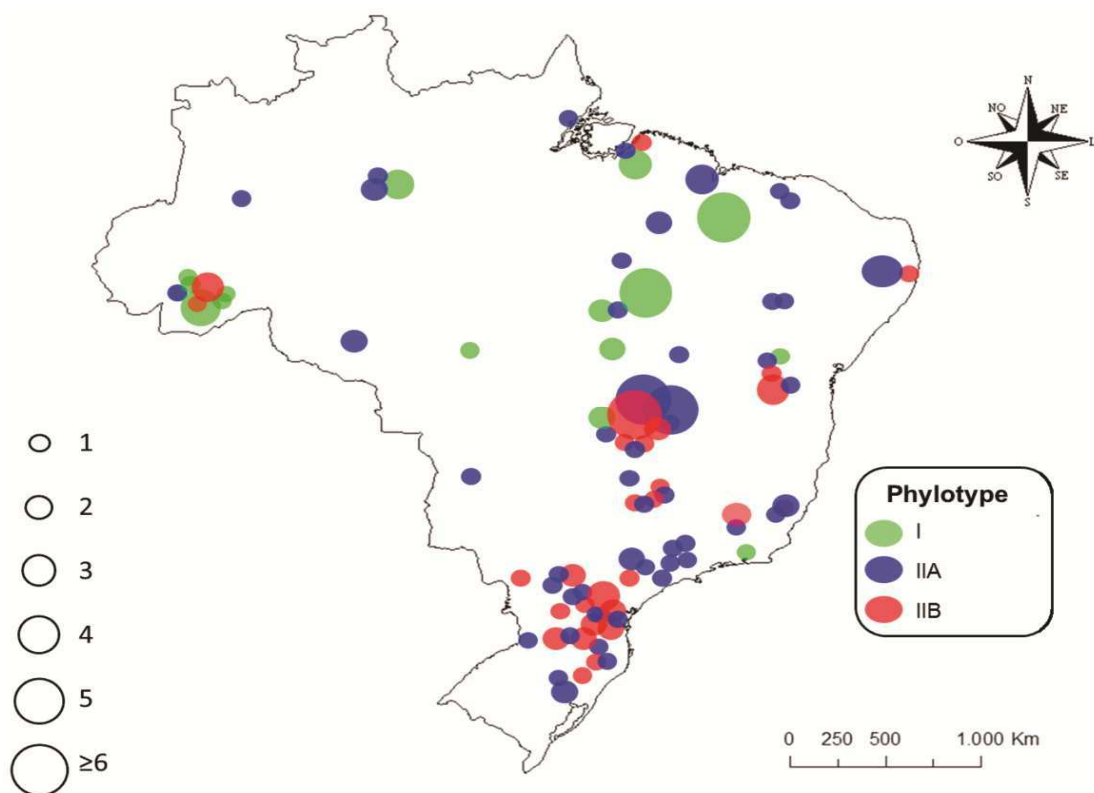 N
NO NE
O L
SO SE
S
1
2
3
4
5
≥6
Phylotype
I
IIA
IIB
0 250 500 1.000 Km